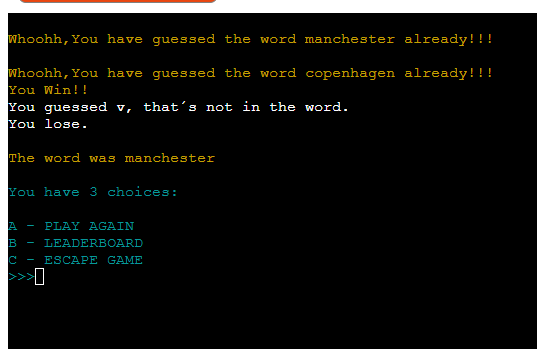 Whoohh,You have guessed the word manchester already!!!
Whoohh,You have guessed the word copenhagen already!!!
You Win!!
You guessed v, that´s not in the word.
You lose.
The word was manchester
You have 3 choices:
A - PLAY AGAIN
B - LEADERBOARD
C - ESCAPE GAME
>>>